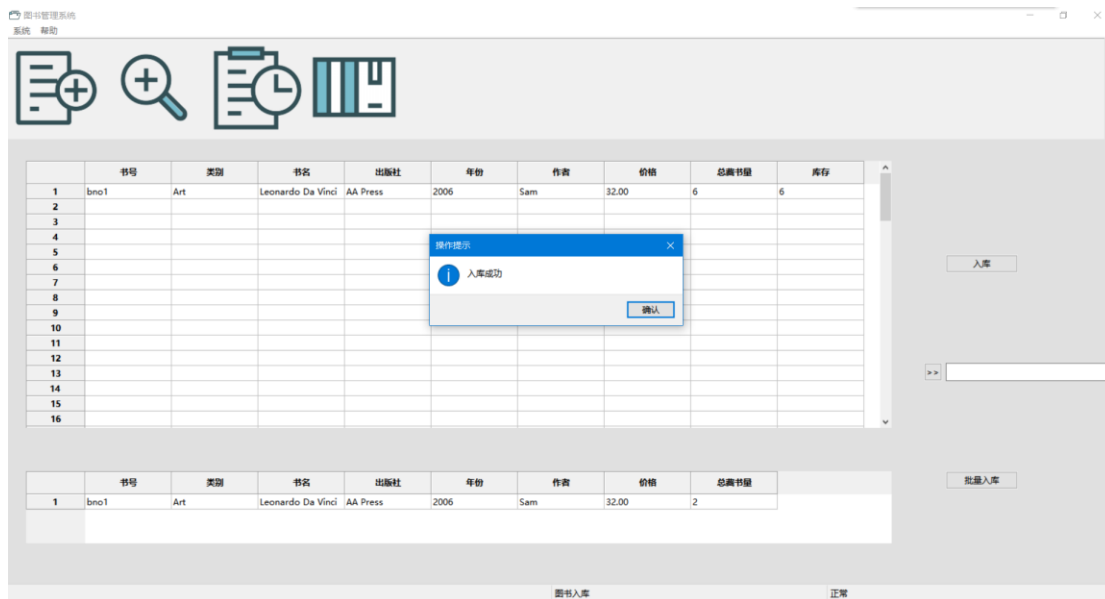 图书管理系统
系统 帮助
书号 类别 书名 出版社 年份 作者 价格 总藏书量 库存
1 bno1 Art Leonardo Da Vinci AA Press 2006 Sam 32.00 6 6
2
3
4
操作提示
5
入库
6 入库成功
7
8
确认
9
10
11
12
13
>>
14
15
16
书号 类别 书名 出版社 年份 作者 价格 总藏书量
批量入库
1 bno1 Art Leonardo Da Vinci AA Press 2006 Sam 32.00 2
图书入库 正常